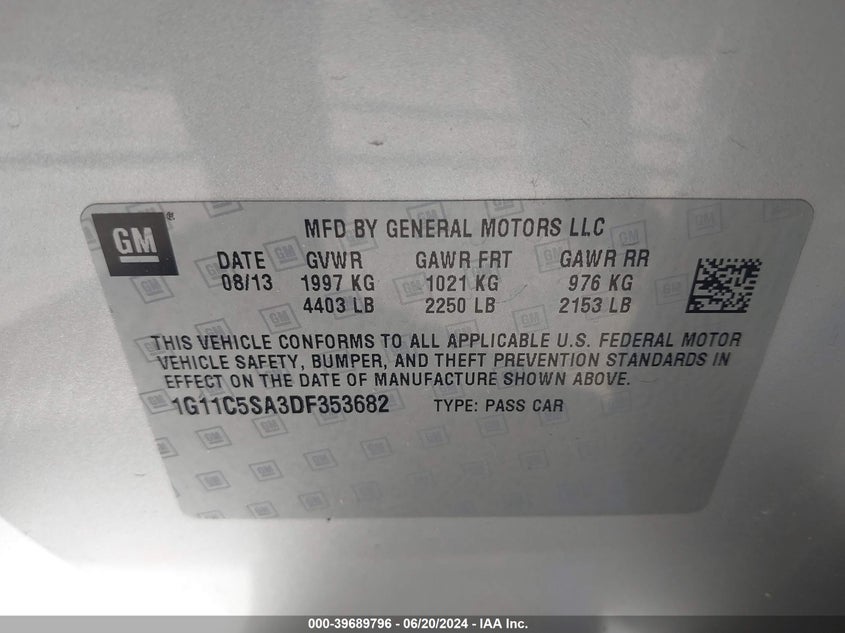 GM®
MFD BY GENERAL MOTORS LLC
DATE GVWR GAWR FRT GAWR RR
08/13 1997 KG 1021 KG 976 KG
4403 LB 2250 LB 2153 LB
THIS VEHICLE CONFORMS TO ALL APPLICABLE U.S. FEDERAL MOTOR
VEHICLE SAFETY, BUMPER, AND THEFT PREVENTION STANDARDS IN
EFFECT ON THE DATE OF MANUFACTURE SHOWN ABOVE.
1G11C5SA3DF353682 TYPE: PASS CAR
000-39689796 - 06/20/2024 - IAA Inc.